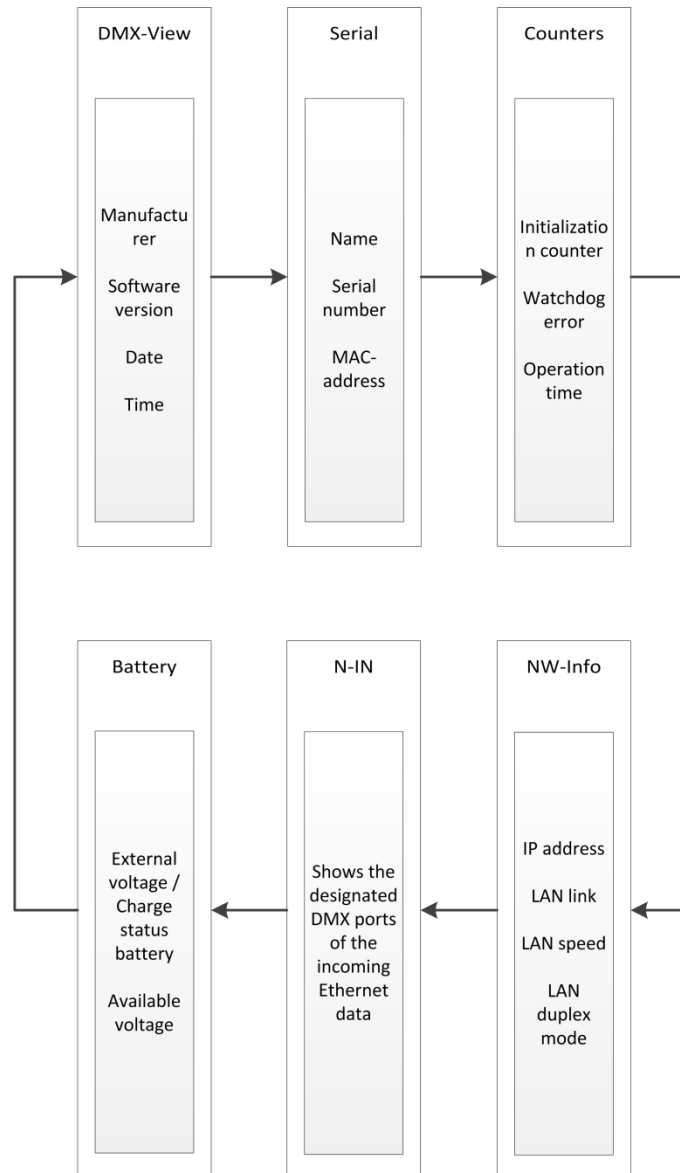 DMX-View
Manufactu
rer
Software
version
Date
Time
Serial
Name
Serial
number
MAC-
address
Counters
Initializatio
n counter
Watchdog
error
Operation
time
Battery
External
voltage /
Charge
status
battery
Available
voltage
N-IN
Shows the
designated
DMX ports
of the
incoming
Ethernet
data
NW-Info
IP address
LAN link
LAN speed
LAN
duplex
mode